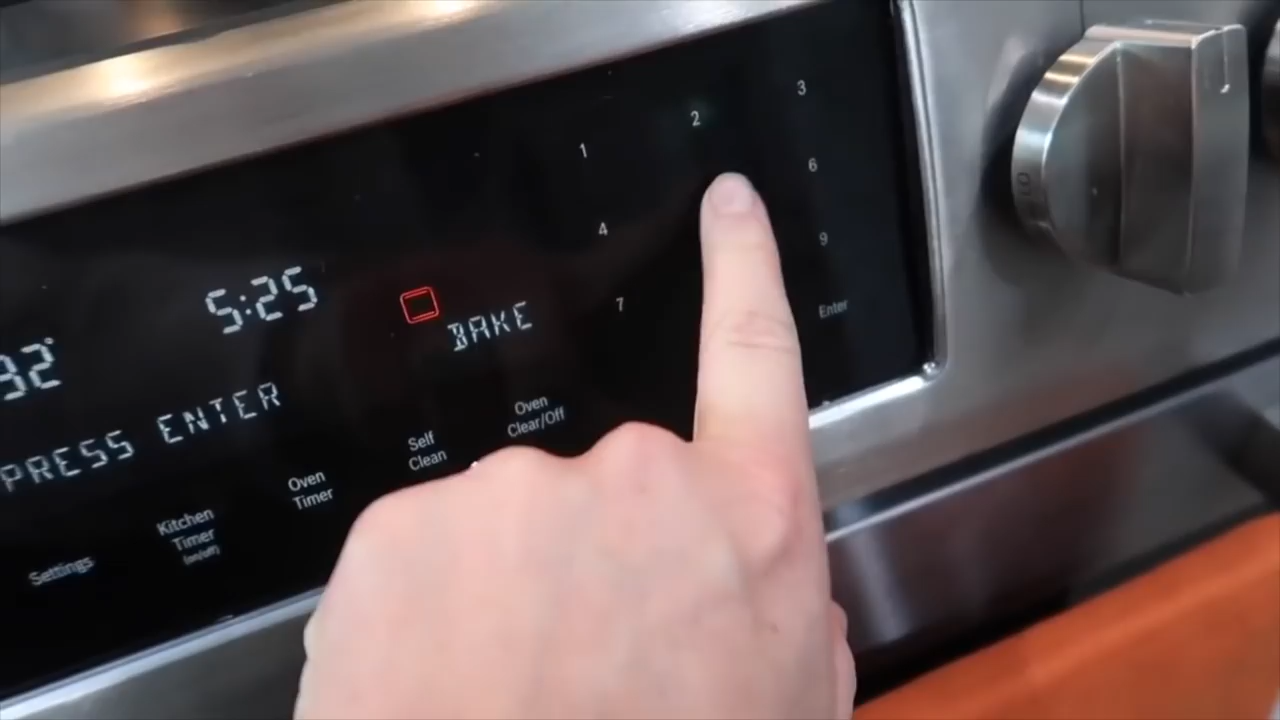 1 2 3
4 6
7 9
Enter
5:25
BAKE
32°
PRESS ENTER
Oven
Clear/Off
Self
Clean
Oven
Timer
Kitchen
Timer
(on/off)
Settings